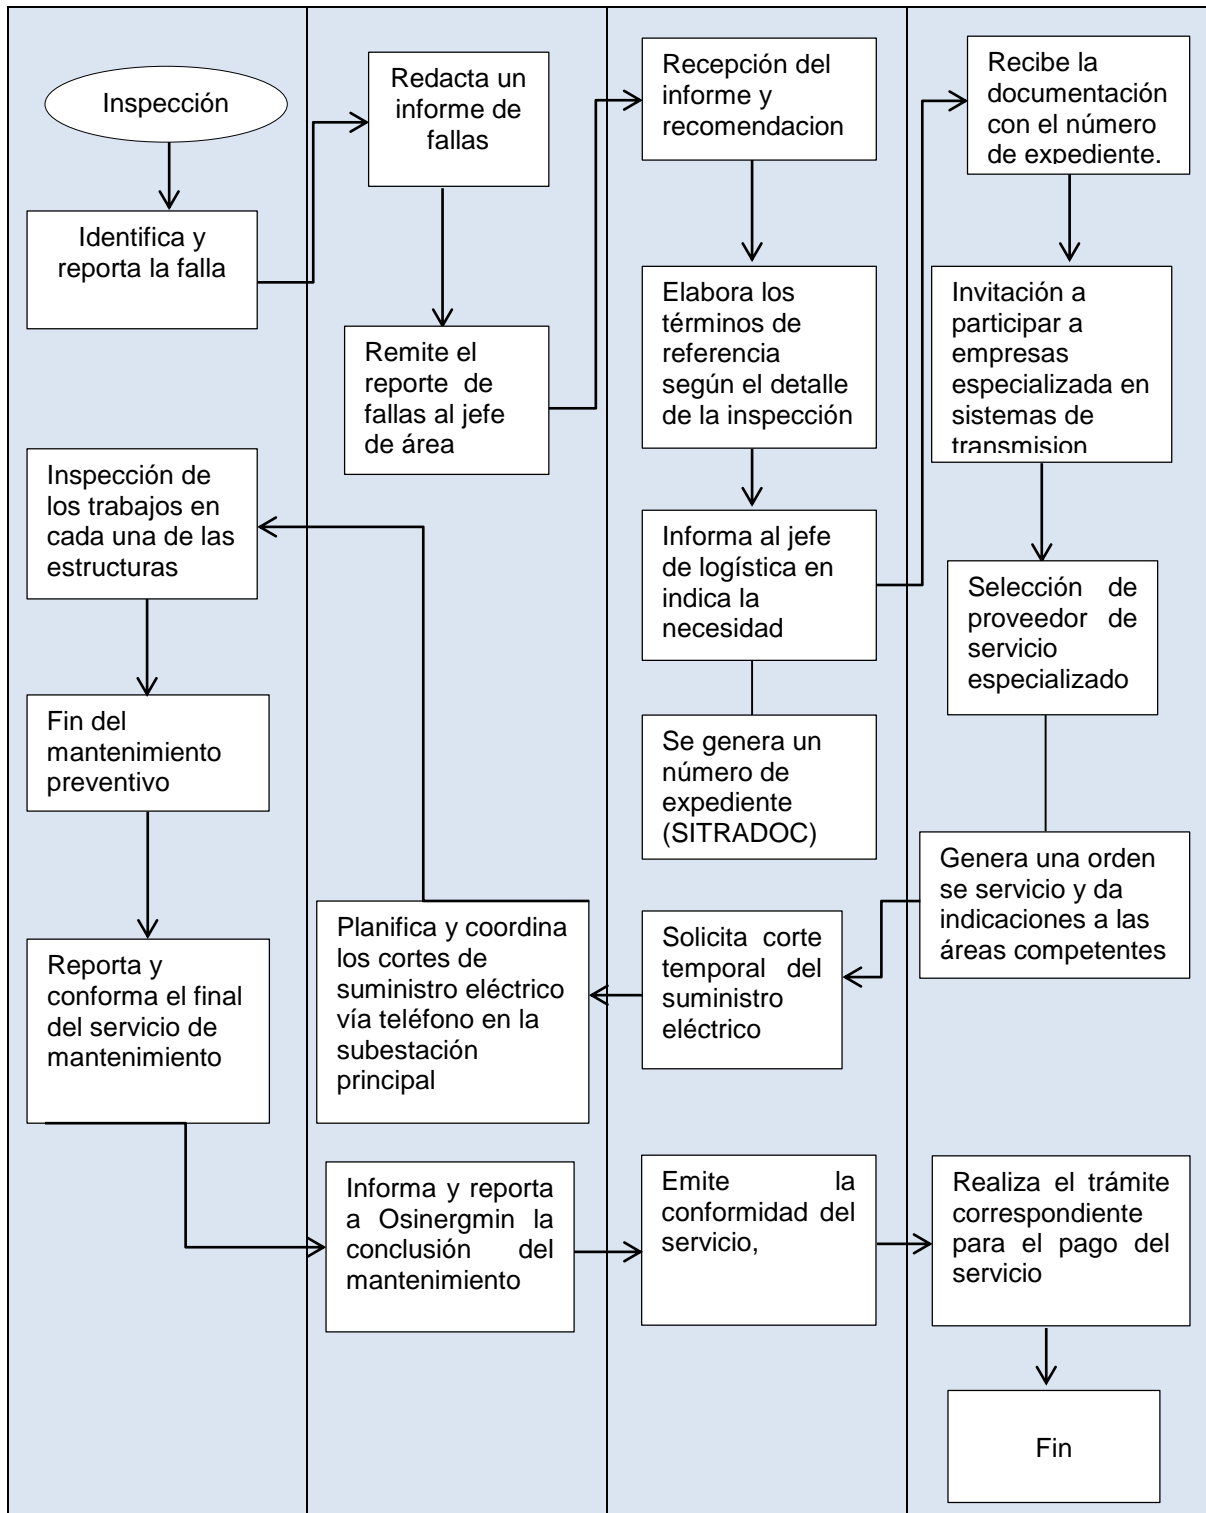 Inspección
Identifica y
reporta la falla
Redacta un
informe de
fallas
Remite el
reporte de
fallas al jefe
de área
Recepción del
informe y
recomendacion
Elabora los
términos de
referencia
según el detalle
de la inspección
Informa al jefe
de logística en
indica la
necesidad
Se genera un
número de
expediente
(SITRADOC)
Recibe la
documentación
con el número
de expediente.
Invitación a
participar a
empresas
especializada en
sistemas de
transmision
Selección de
proveedor de
servicio
especializado
Genera una orden
se servicio y da
indicaciones a las
áreas competentes
Solicita corte
temporal del
suministro
eléctrico
Planifica y coordina
los cortes de
suministro eléctrico
vía teléfono en la
subestación
principal
Inspección de
los trabajos en
cada una de las
estructuras
Fin del
mantenimiento
preventivo
Reporta y
conforma el final
del servicio de
mantenimiento
Informa y reporta
a Osinergmin la
conclusión del
mantenimiento
Emite la
conformidad del
servicio,
Realiza el trámite
correspondiente
para el pago del
servicio
Fin